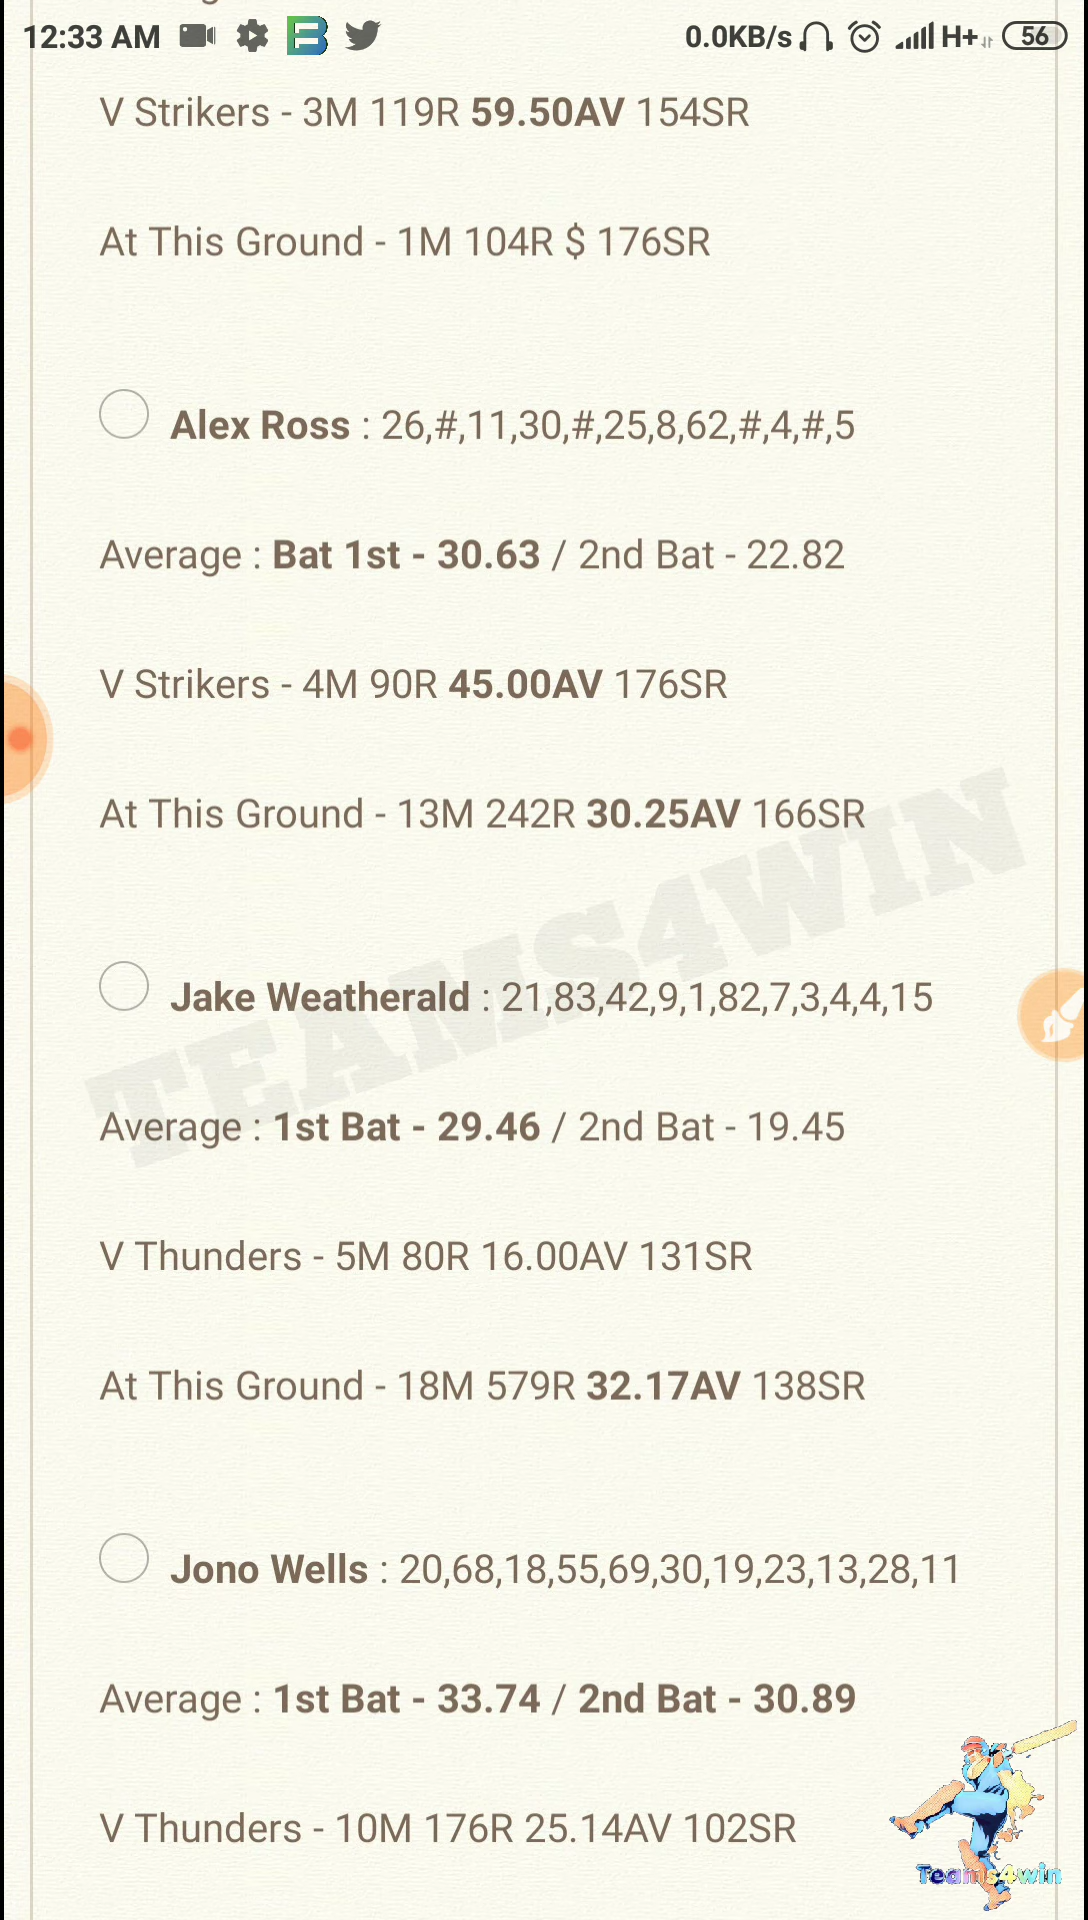 12:33 AM 0.0KB/s H+ 56
V Strikers - 3M 119R 59.50AV 154SR
At This Ground - 1M 104R $ 176SR
Alex Ross : 26,#,11,30,#,25,8,62,#,4,#,5
Average : Bat 1st - 30.63 / 2nd Bat - 22.82
V Strikers - 4M 90R 45.00AV 176SR
At This Ground - 13M 242R 30.25AV 166SR
TEAMS4WIN
Jake Weatherald : 21,83,42,9,1,82,7,3,4,4,15
Average : 1st Bat - 29.46 / 2nd Bat - 19.45
V Thunders - 5M 80R 16.00AV 131SR
At This Ground - 18M 579R 32.17AV 138SR
Jono Wells : 20,68,18,55,69,30,19,23,13,28,11
Average : 1st Bat - 33.74 / 2nd Bat - 30.89
V Thunders - 10M 176R 25.14AV 102SR
Teams4win